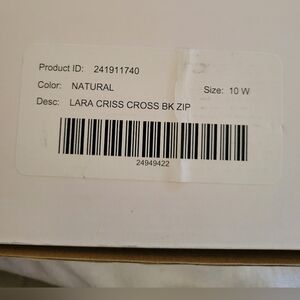 Product ID: 241911740
Color: NATURAL Size: 10 W
Desc: LARA CRISS CROSS BK ZIP
24949422